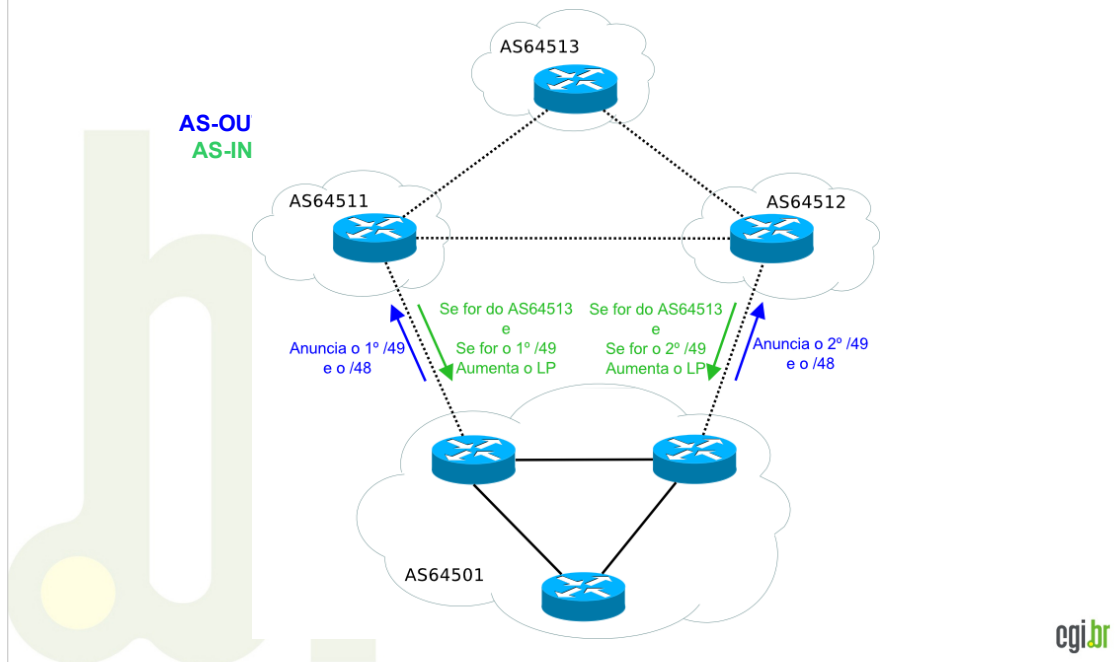 AS64513
AS-OU
AS-IN
AS64511
AS64512
Se for do AS64513
e
Se for o 1º /49
Aumenta o LP
Se for do AS64513
e
Se for o 2º /49
Aumenta o LP
Anuncia o 1º /49
e o /48
Anuncia o 2º /49
e o /48
AS64501
cgi.br